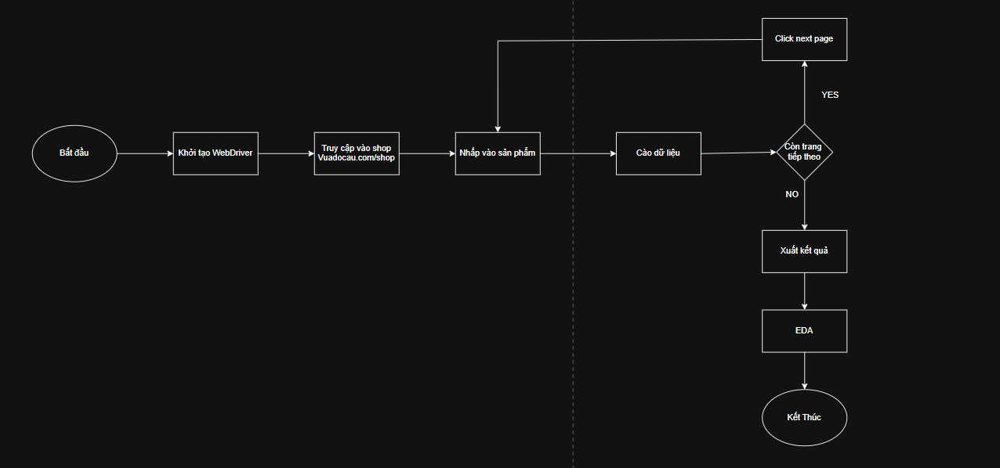 Click next page
YES
Bắt đầu
Khởi tạo WebDriver
Truy cập vào shop
Vuadocau.com/shop
Nhấp vào sản phẩm
Cào dữ liệu
Còn trang
tiếp theo
NO
Xuất kết quả
EDA
Kết Thúc